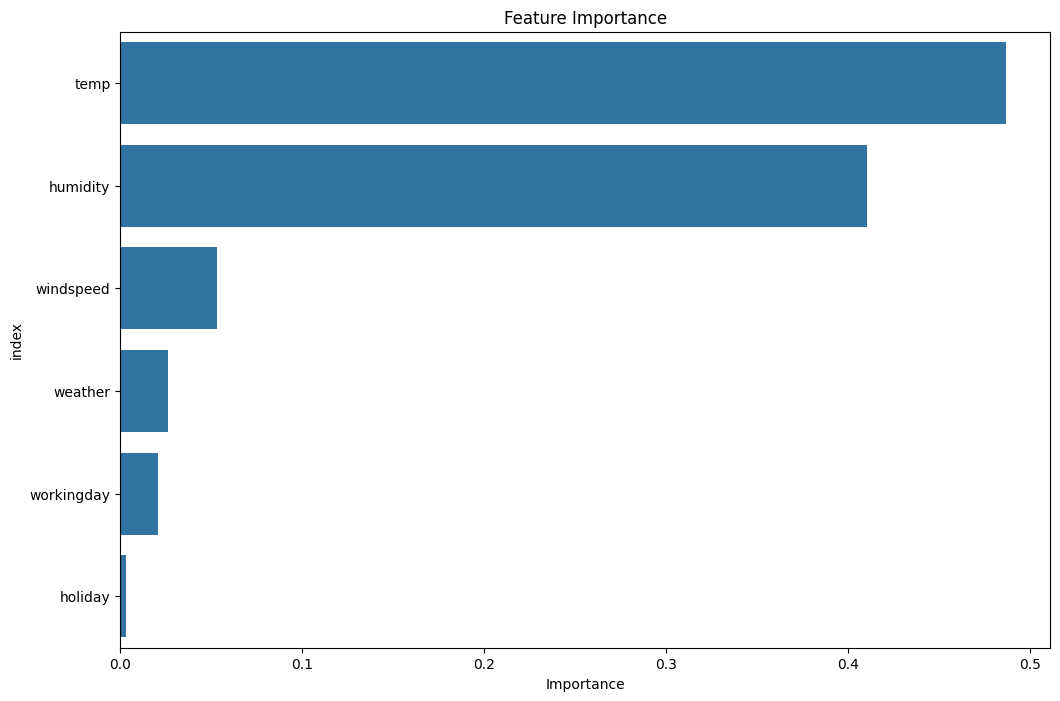 Feature Importance
temp
humidity
windspeed
weather
workingday
holiday
index
0.0 0.1 0.2 0.3 0.4 0.5
Importance